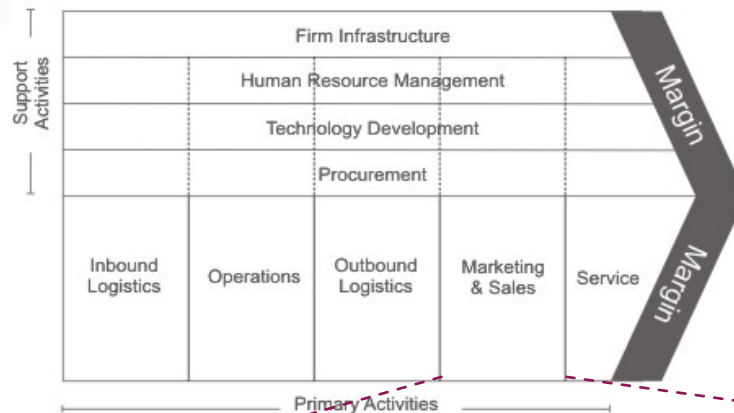 Support
Activities
Firm Infrastructure
Human Resource Management
Technology Development
Procurement
Margin
Inbound
Logistics
Operations
Outbound
Logistics
Marketing
& Sales
Service
Margin
Primary Activities